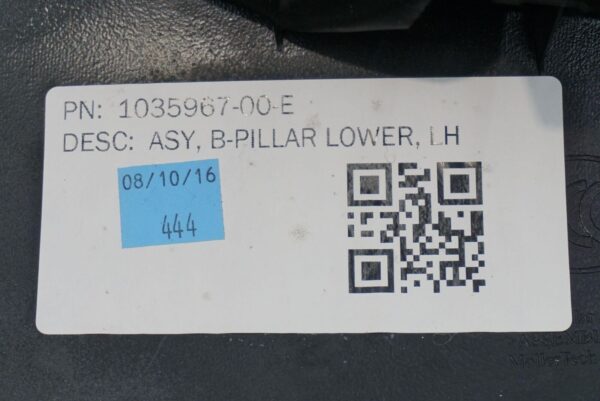 PN: 1035967-00-E
DESC: ASY, B-PILLAR LOWER, LH
08/10/16
444